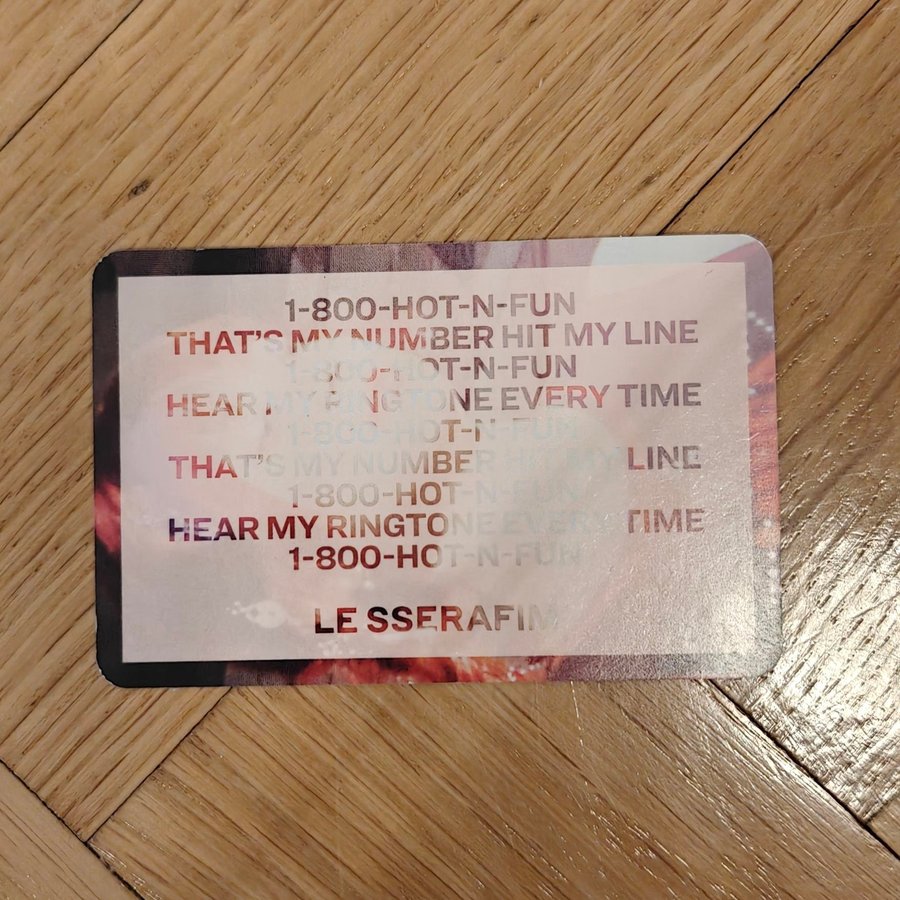 1-800-HOT-N-FUN
THAT'S MY NUMBER HIT MY LINE
1-800-HOT-N-FUN
HEAR MY RINGTONE EVERY TIME
1-800-HOT-N-FUN
THAT'S MY NUMBER HIT MY LINE
1-800-HOT-N-FUN
HEAR MY RINGTONE EVERY TIME
1-800-HOT-N-FUN
LE SSERAFIM